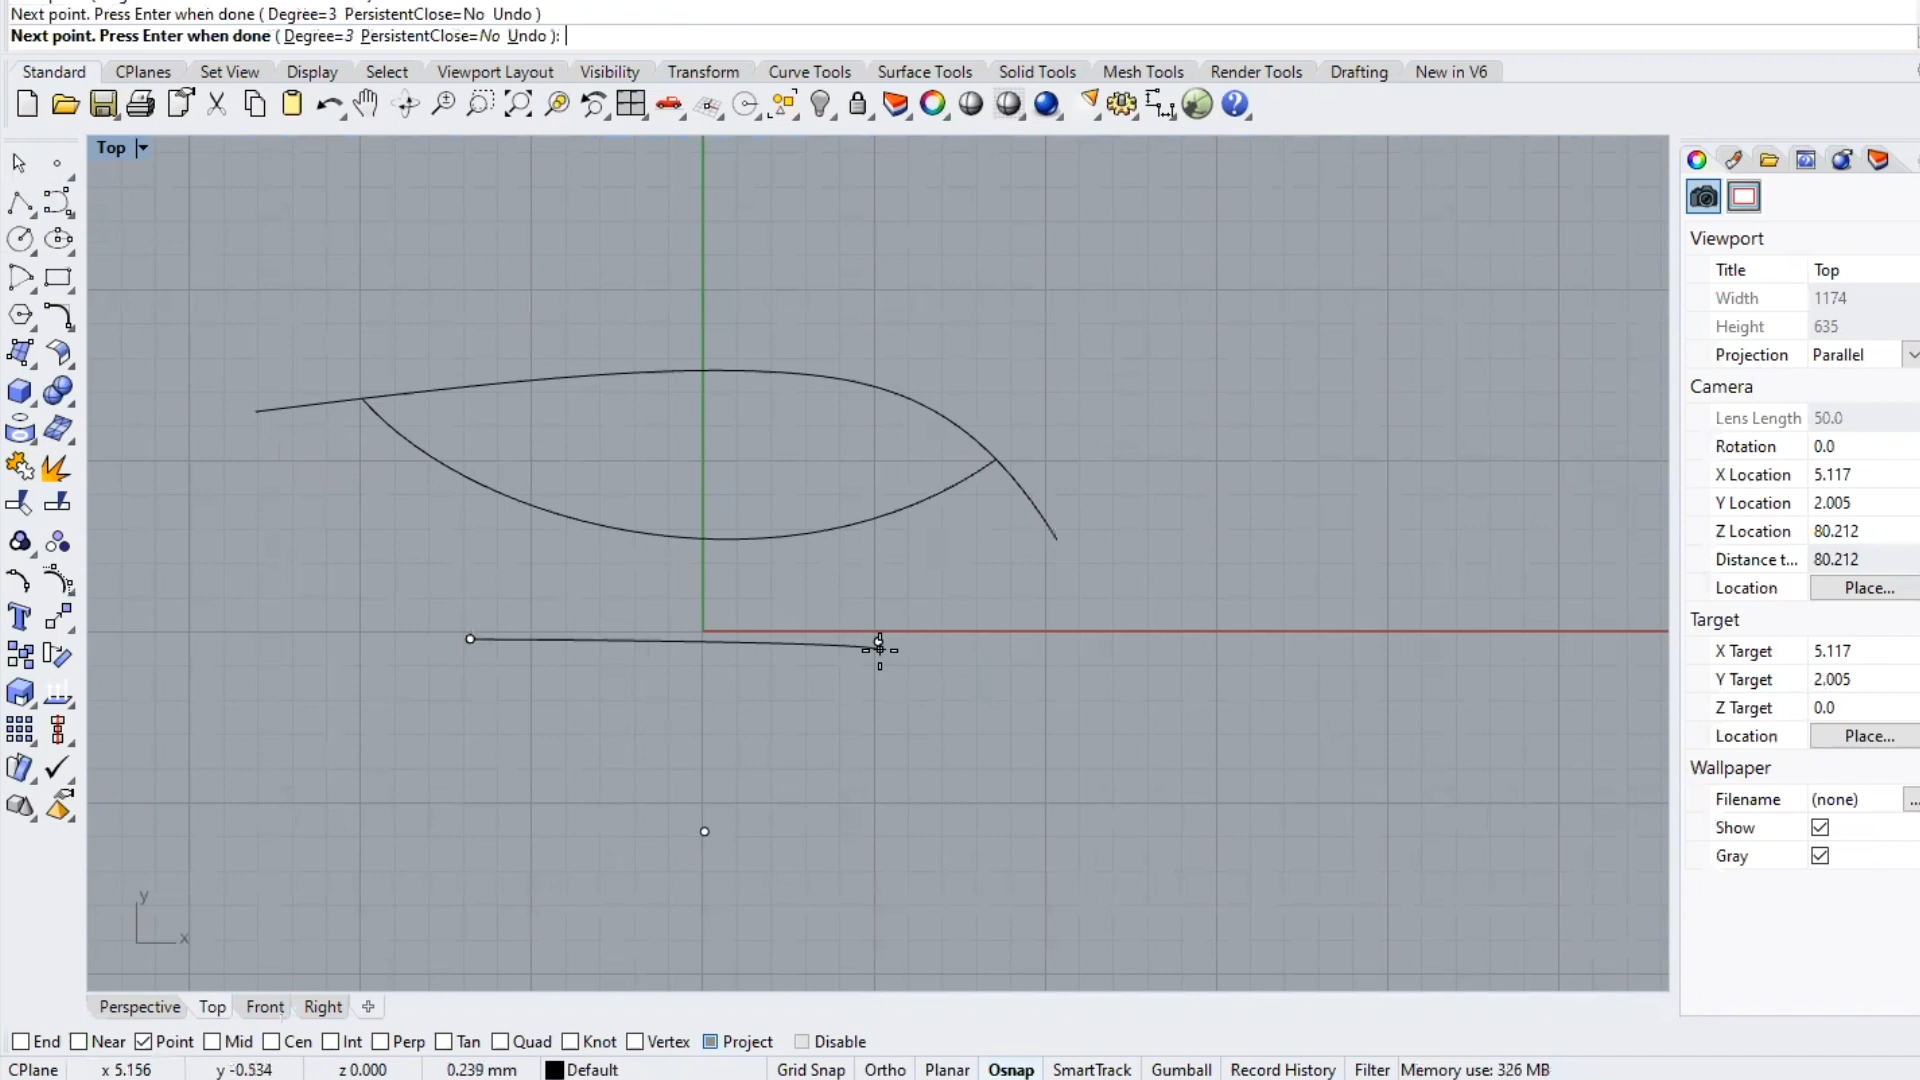 Next point. Press Enter when done ( Degree=3 PersistentClose=No Undo )
Next point. Press Enter when done ( Degree=3 PersistentClose=No Undo ):
Standard CPlanes Set View Display Select Viewport Layout Visibility Transform Curve Tools Surface Tools Solid Tools Mesh Tools Render Tools Drafting New in V6
Top
Viewport
Title Top
Width 1174
Height 635
Projection Parallel
Camera
Lens Length 50.0
Rotation 0.0
X Location 5.117
Y Location 2.005
Z Location 80.212
Distance t... 80.212
Location Place...
Target
X Target 5.117
Y Target 2.005
Z Target 0.0
Location Place...
Wallpaper
Filename (none) ...
Show
Gray
y
x
Perspective Top Front Right
End Near Point Mid Cen Int Perp Tan Quad Knot Vertex Project Disable
CPlane x 5.156 y -0.534 z 0.000 0.239 mm Default Grid Snap Ortho Planar Osnap SmartTrack Gumball Record History Filter Memory use: 326 MB